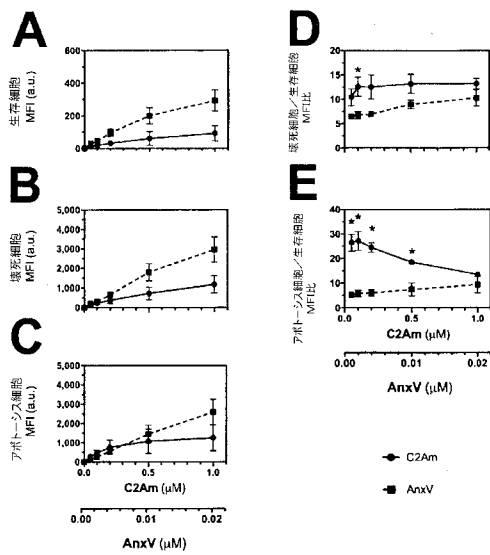 A
生存細胞
MFI (a.u.)
600
400
200
0
B
壊死細胞
MFI (a.u.)
5,000
4,000
3,000
2,000
1,000
0
C
アポトーシス細胞
MFI (a.u.)
5,000
4,000
3,000
2,000
1,000
0
0.0 0.5 1.0
C2Am (μM)
0.00 0.01 0.02
AnxV (μM)
D
壊死細胞／生存細胞
MFI比
20
15
10
5
0
*
E
アポトーシス細胞／生存細胞
MFI比
40
30
20
10
0
* * * *
0.0 0.5 1.0
C2Am (μM)
0.00 0.01 0.02
AnxV (μM)
C2Am
AnxV